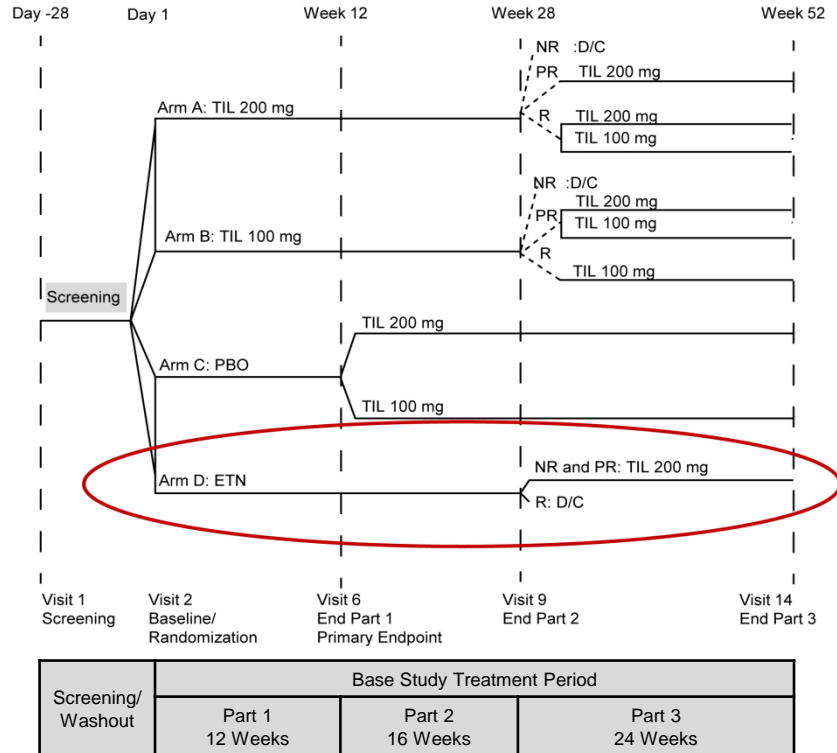 Day -28
Day 1
Week 12
Week 28
Week 52
NR :D/C
PR
TIL 200 mg
Arm A: TIL 200 mg
R
TIL 200 mg
TIL 100 mg
NR :D/C
TIL 200 mg
PR
TIL 100 mg
Arm B: TIL 100 mg
R
TIL 100 mg
Screening
TIL 200 mg
Arm C: PBO
TIL 100 mg
NR and PR: TIL 200 mg
Arm D: ETN
R: D/C
Visit 1
Screening
Visit 2
Baseline/
Randomization
Visit 6
End Part 1
Primary Endpoint
Visit 9
End Part 2
Visit 14
End Part 3
Screening/
Washout
Base Study Treatment Period
Part 1
12 Weeks
Part 2
16 Weeks
Part 3
24 Weeks